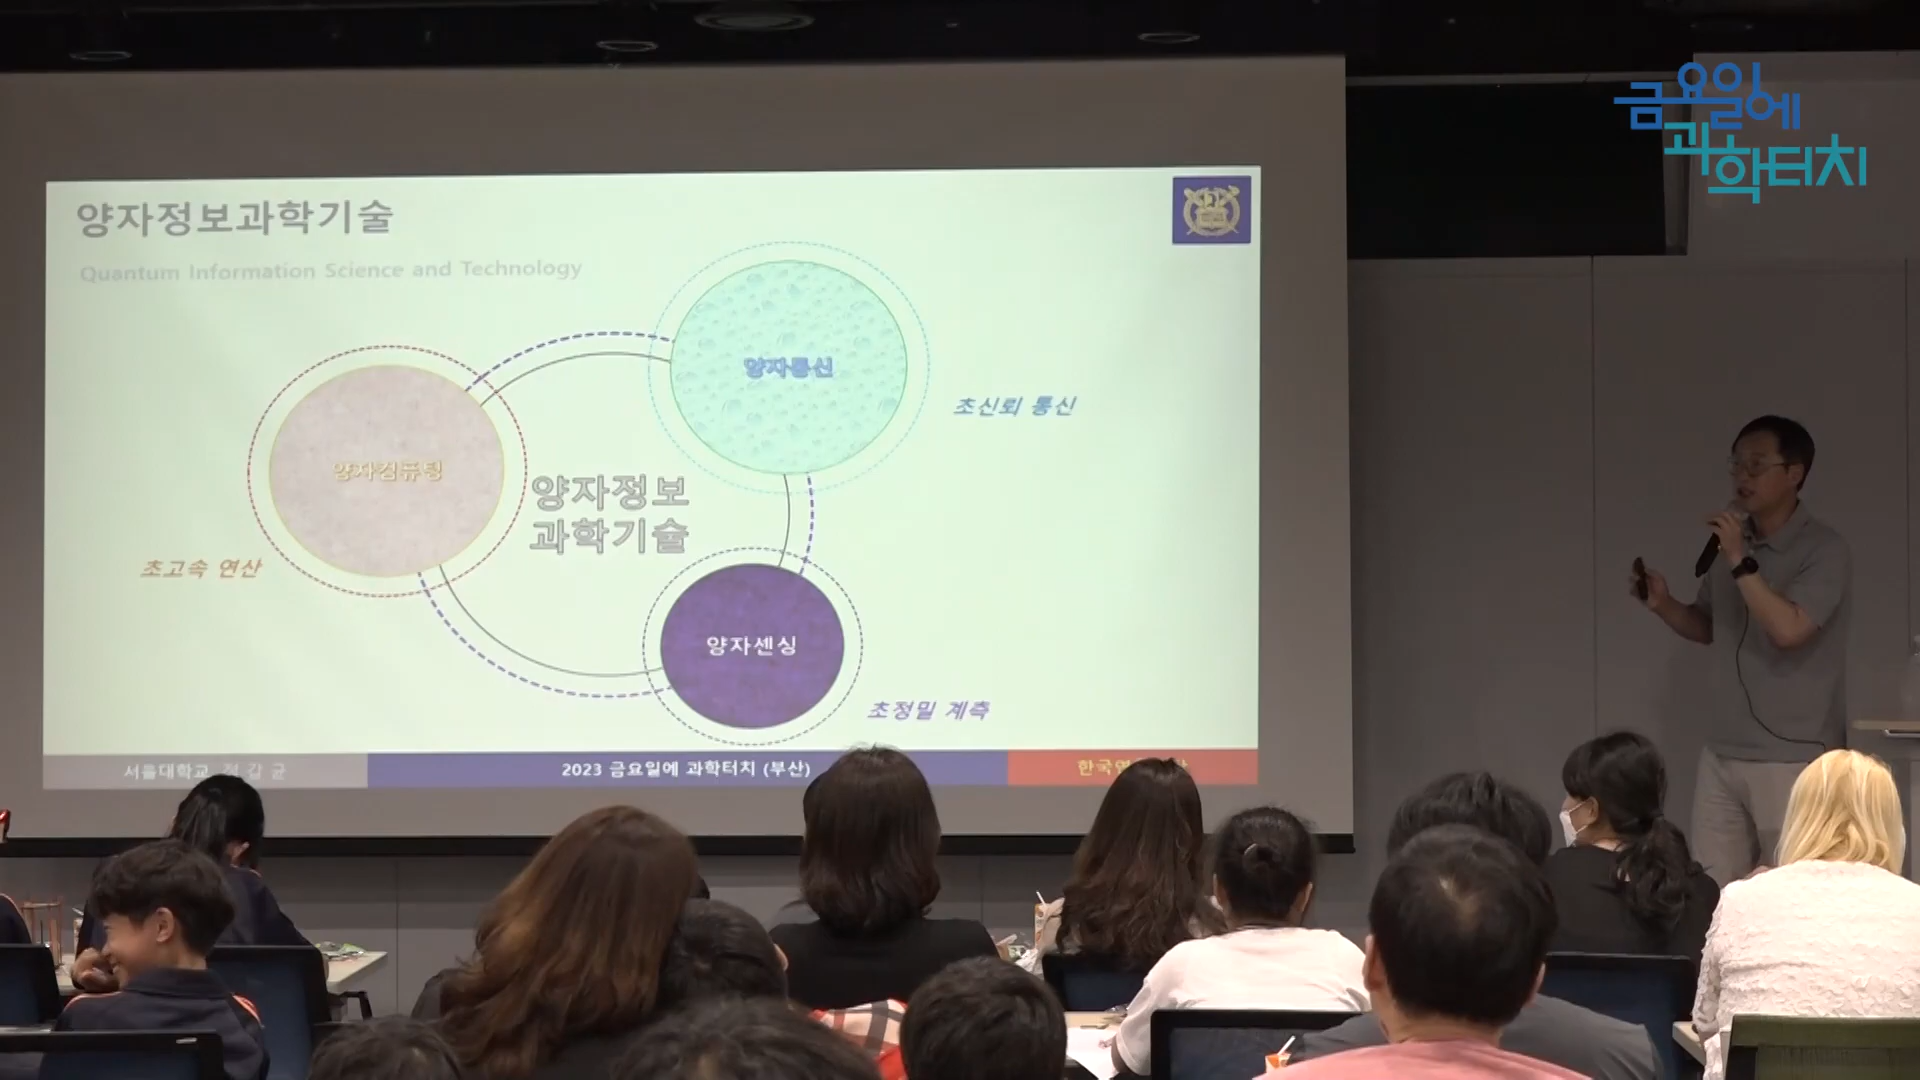 금요일에
과학터치
양자정보과학기술
Quantum Information Science and Technology
양자통신
초신뢰 통신
양자컴퓨팅
양자정보
과학기술
초고속 연산
양자센싱
초정밀 계측
서울대학교 정갑균
2023 금요일에 과학터치 (부산)